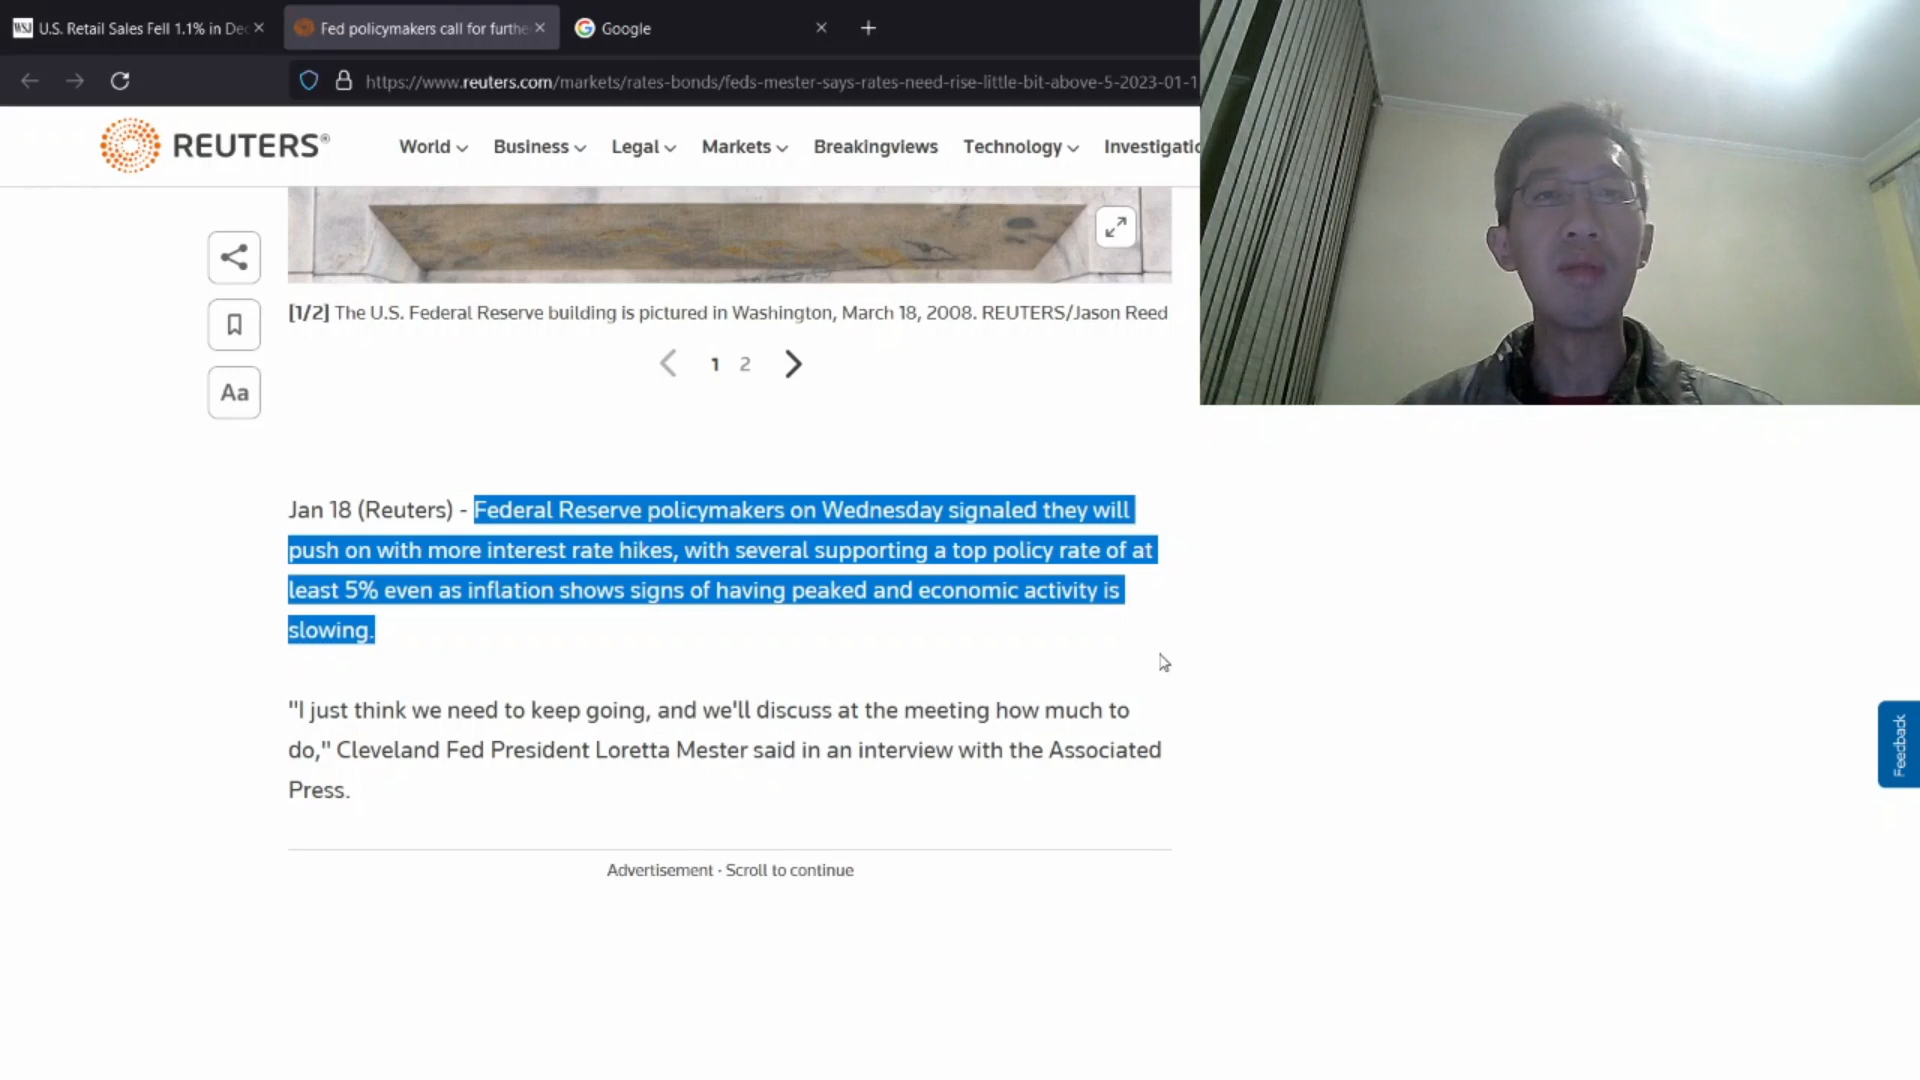 WSJ U.S. Retail Sales Fell 1.1% in Dec
Fed policymakers call for furthe
Google
https://www.reuters.com/markets/rates-bonds/feds-mester-says-rates-need-rise-little-bit-above-5-2023-01-1
REUTERS®
World
Business
Legal
Markets
Breakingviews
Technology
Investigatio
[1/2] The U.S. Federal Reserve building is pictured in Washington, March 18, 2008. REUTERS/Jason Reed
1 2
Aa
Jan 18 (Reuters) - Federal Reserve policymakers on Wednesday signaled they will
push on with more interest rate hikes, with several supporting a top policy rate of at
least 5% even as inflation shows signs of having peaked and economic activity is
slowing.
"I just think we need to keep going, and we'll discuss at the meeting how much to
do," Cleveland Fed President Loretta Mester said in an interview with the Associated
Press.
Feedback
Advertisement · Scroll to continue